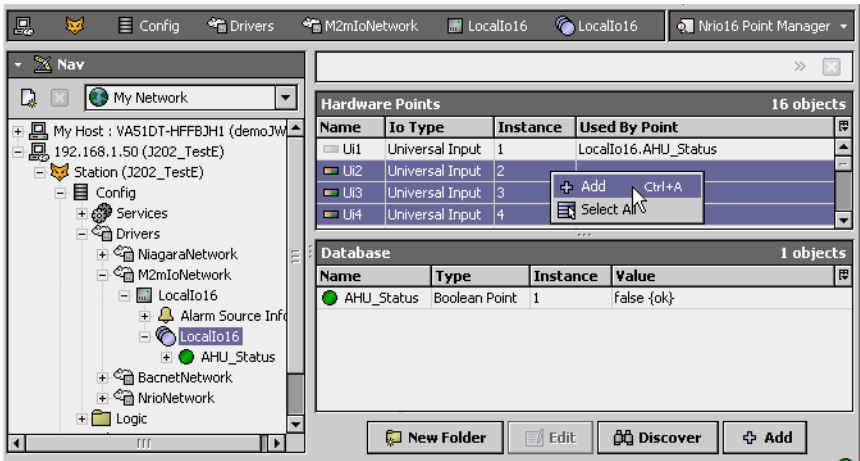 Config Drivers M2mIoNetwork LocalIo16 LocalIo16 Nrio16 Point Manager
Nav
My Network
My Host : VA51DT-HFFBJH1 (demoJW
192.168.1.50 (J202_TestE)
Station (J202_TestE)
Config
Services
Drivers
NiagaraNetwork
M2mIoNetwork
LocalIo16
Alarm Source Info
LocalIo16
AHU_Status
BacnetNetwork
NrioNetwork
Logic
Hardware Points 16 objects
Name Io Type Instance Used By Point
Ui1 Universal Input 1 LocalIo16.AHU_Status
Ui2 Universal Input 2
Ui3 Universal Input 3
Ui4 Universal Input 4
Add Ctrl+A
Select All
Database 1 objects
Name Type Instance Value
AHU_Status Boolean Point 1 false {ok}
New Folder Edit Discover Add